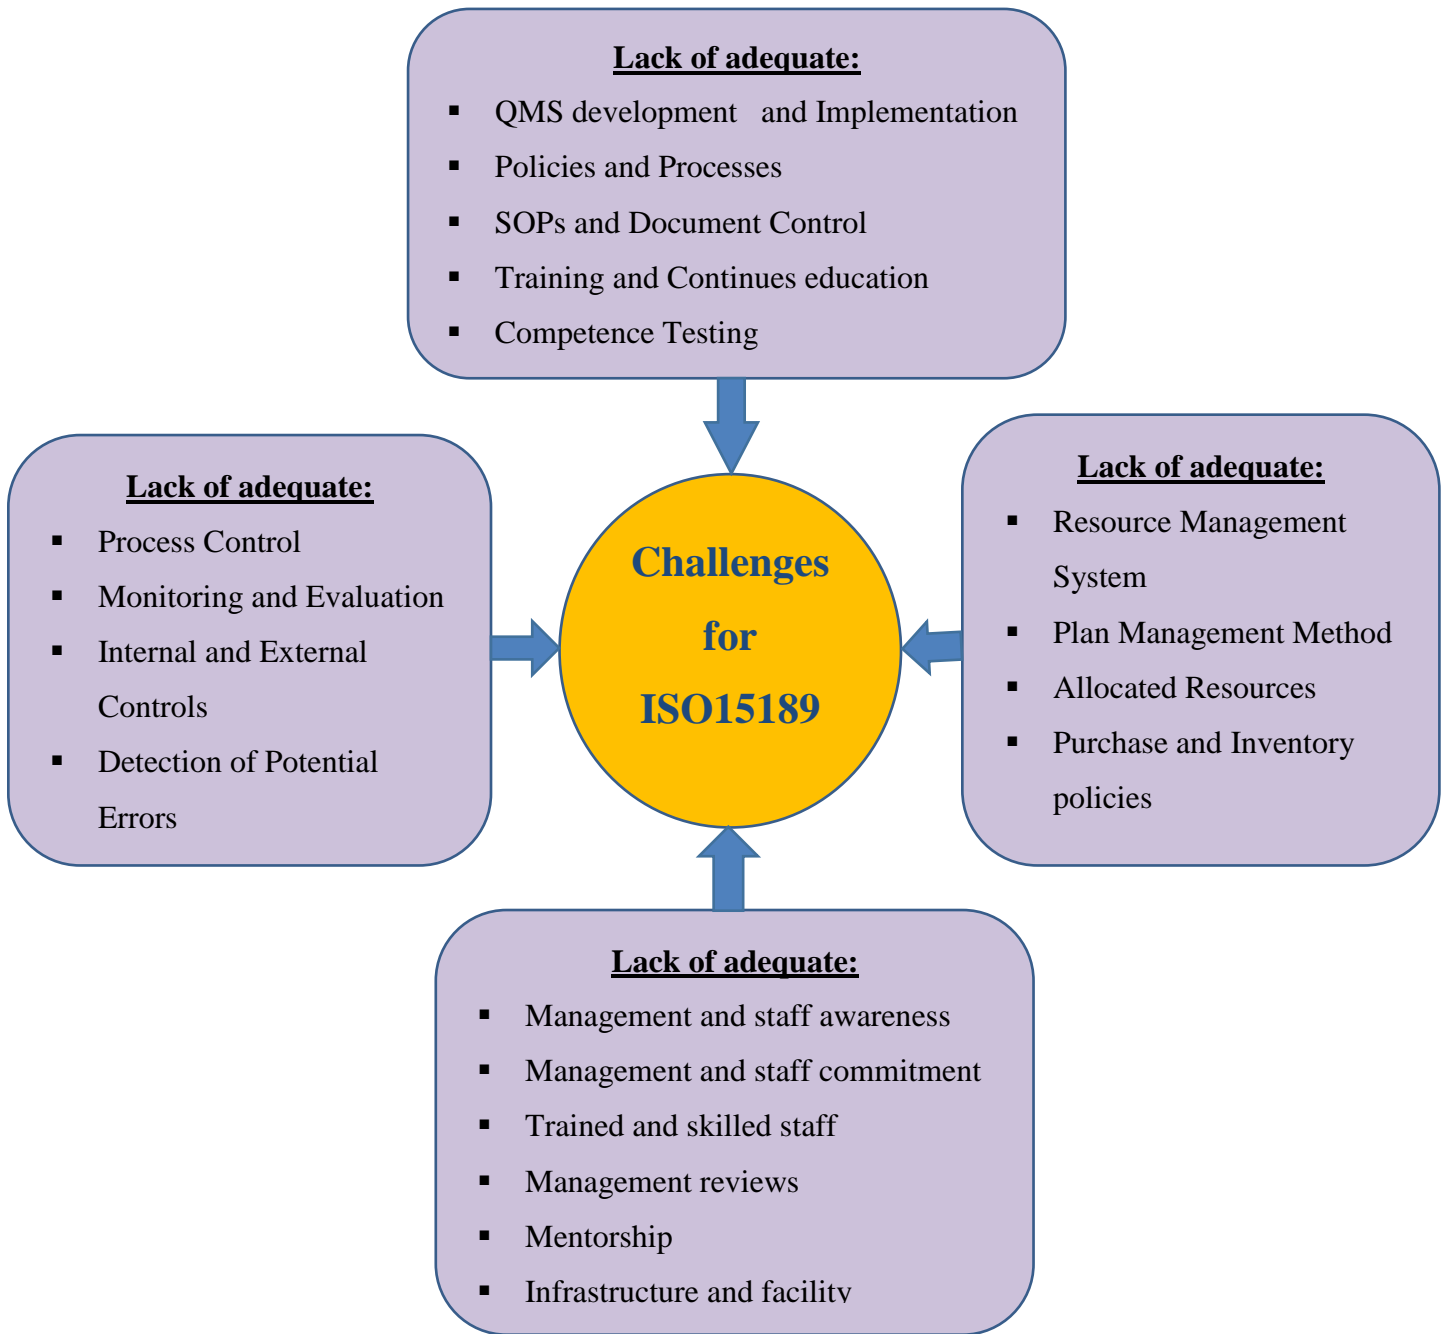 Lack of adequate:
▪ QMS development and Implementation
▪ Policies and Processes
▪ SOPs and Document Control
▪ Training and Continues education
▪ Competence Testing
Lack of adequate:
▪ Process Control
▪ Monitoring and Evaluation
▪ Internal and External
Controls
▪ Detection of Potential
Errors
Challenges
for
ISO15189
Lack of adequate:
▪ Resource Management
System
▪ Plan Management Method
▪ Allocated Resources
▪ Purchase and Inventory
policies
Lack of adequate:
▪ Management and staff awareness
▪ Management and staff commitment
▪ Trained and skilled staff
▪ Management reviews
▪ Mentorship
▪ Infrastructure and facility